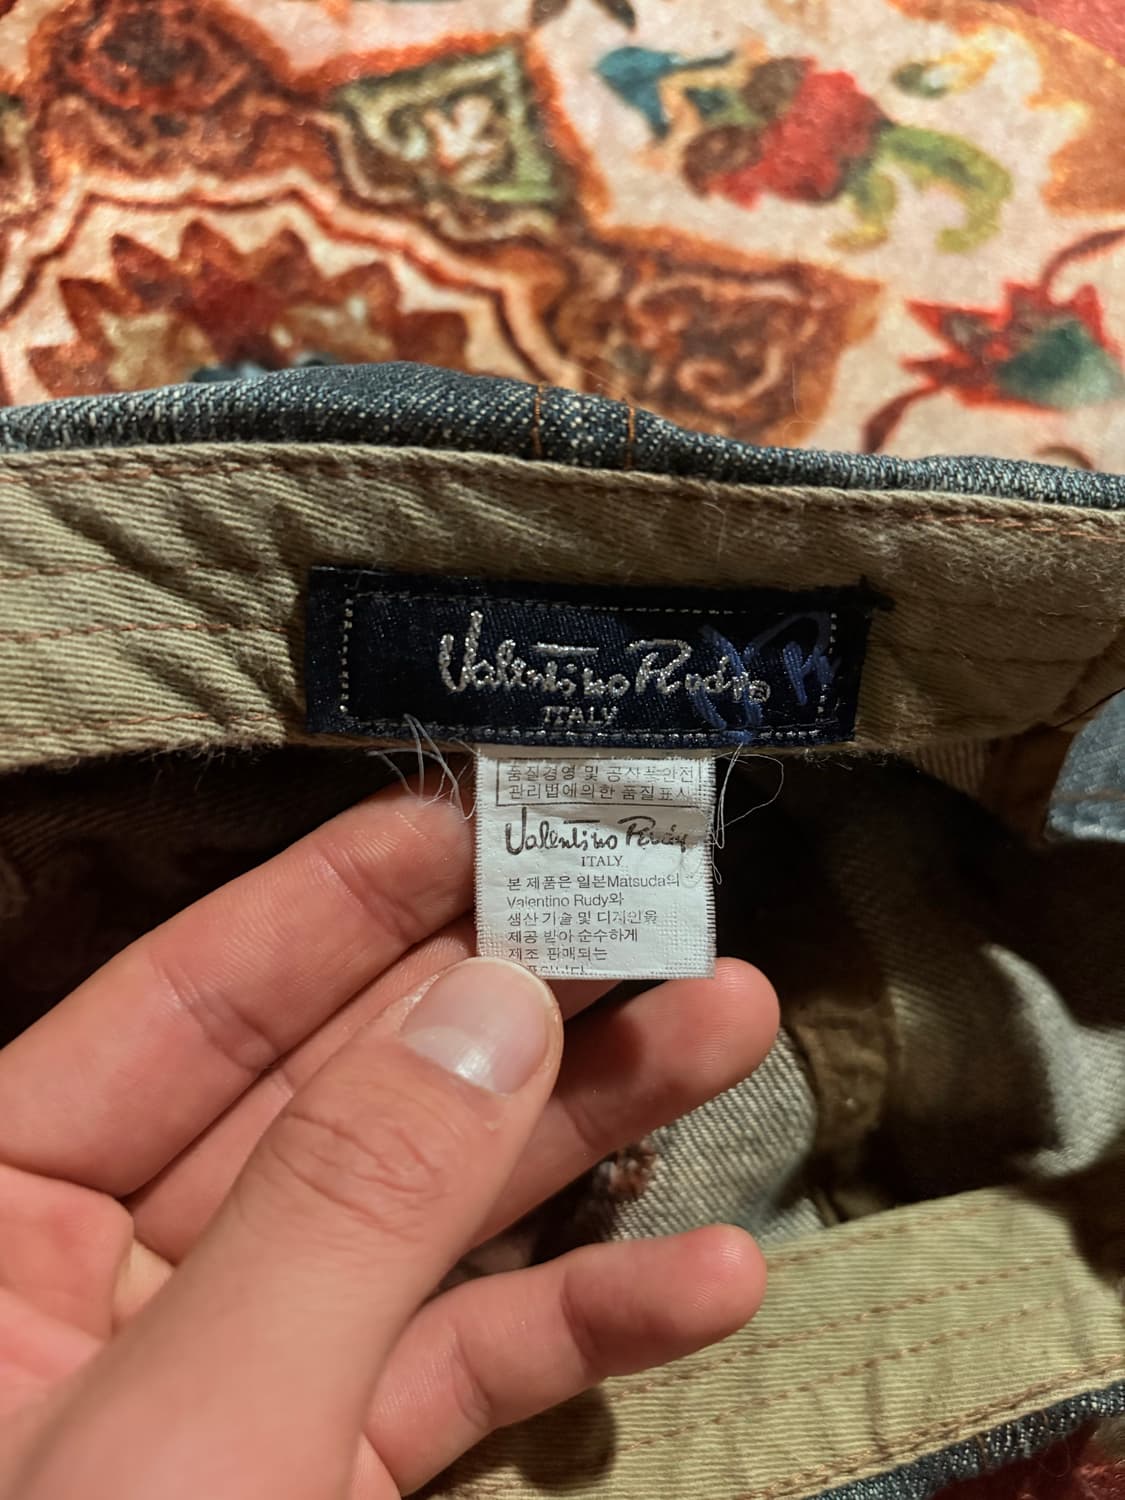 Valentino Rudy
ITALY
품질경영 및 공산품안전
관리법에의한 품질표시
Valentino Rudy
ITALY
본 제품은 일본Matsuda의
Valentino Rudy와
생산 기술 및 디자인을
제공 받아 순수하게
제조 판매되는